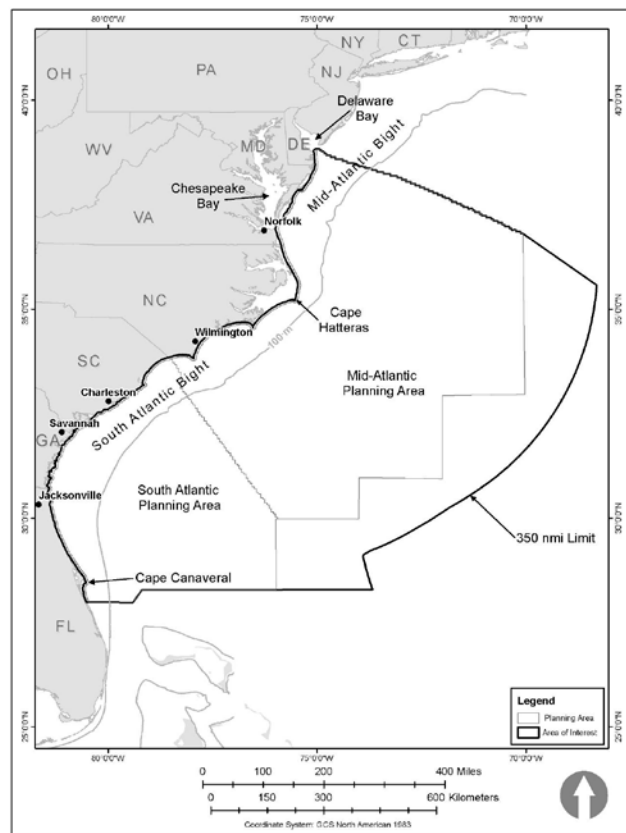 80°0'0"W
75°0'0"W
70°0'0"W
NY
CT
OH
PA
NJ
40°0'0"N
40°0'0"N
Delaware
Bay
MD
DE
WV
Mid-Atlantic Bight
Chesapeake
Bay
VA
Norfolk
35°0'0"N
35°0'0"N
NC
Cape
Hatteras
Wilmington
100 m
SC
Mid-Atlantic
Planning Area
Charleston
South Atlantic Bight
Savannah
GA
Jacksonville
South Atlantic
Planning Area
30°0'0"N
30°0'0"N
350 nmi Limit
Cape Canaveral
FL
Legend
Planning Area
Area of Interest
25°0'0"N
25°0'0"N
80°0'0"W
75°0'0"W
70°0'0"W
0 100 200 400 Miles
0 150 300 600 Kilometers
Coordinate System: GCS North American 1983